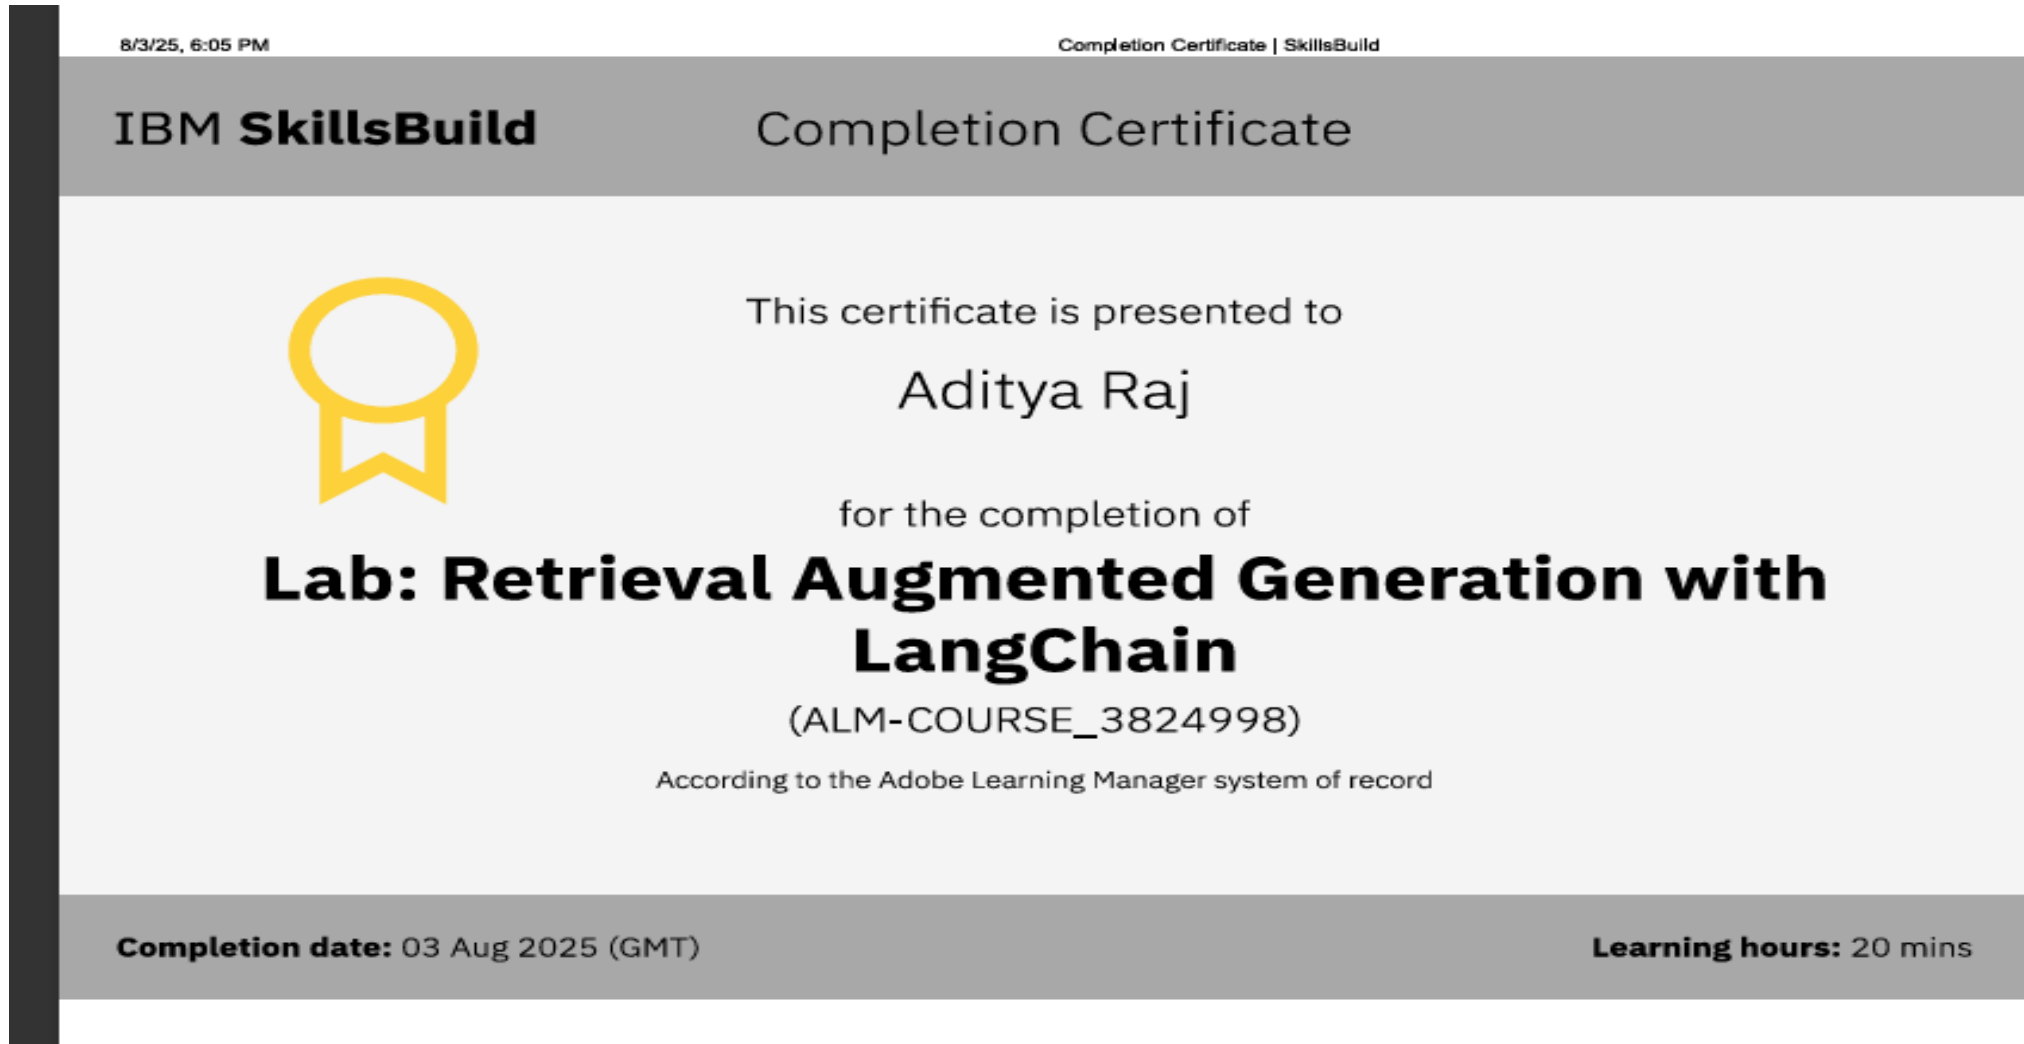 8/3/25, 6:05 PM
Completion Certificate | SkillsBuild
IBM SkillsBuild
Completion Certificate
This certificate is presented to
Aditya Raj
for the completion of
Lab: Retrieval Augmented Generation with
LangChain
(ALM-COURSE_3824998)
According to the Adobe Learning Manager system of record
Completion date: 03 Aug 2025 (GMT)
Learning hours: 20 mins